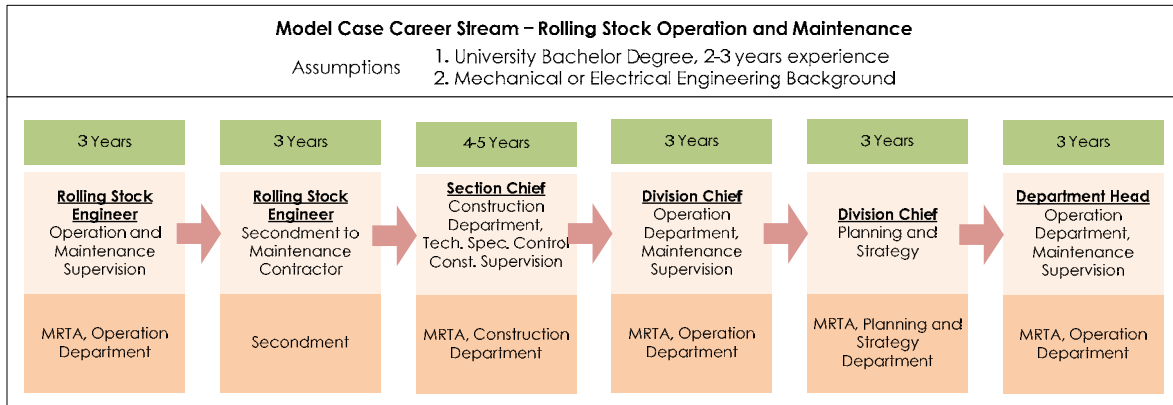 Model Case Career Stream – Rolling Stock Operation and Maintenance
Assumptions
1. University Bachelor Degree, 2-3 years experience
2. Mechanical or Electrical Engineering Background
3 Years
Rolling Stock
Engineer
Operation and
Maintenance
Supervision
MRTA, Operation
Department
3 Years
Rolling Stock
Engineer
Secondment to
Maintenance
Contractor
Secondment
4-5 Years
Section Chief
Construction
Department,
Tech. Spec. Control
Const. Supervision
MRTA, Construction
Department
3 Years
Division Chief
Operation
Department,
Maintenance
Supervision
MRTA, Operation
Department
3 Years
Division Chief
Planning and
Strategy
MRTA, Planning and
Strategy
Department
3 Years
Department Head
Operation
Department,
Maintenance
Supervision
MRTA, Operation
Department